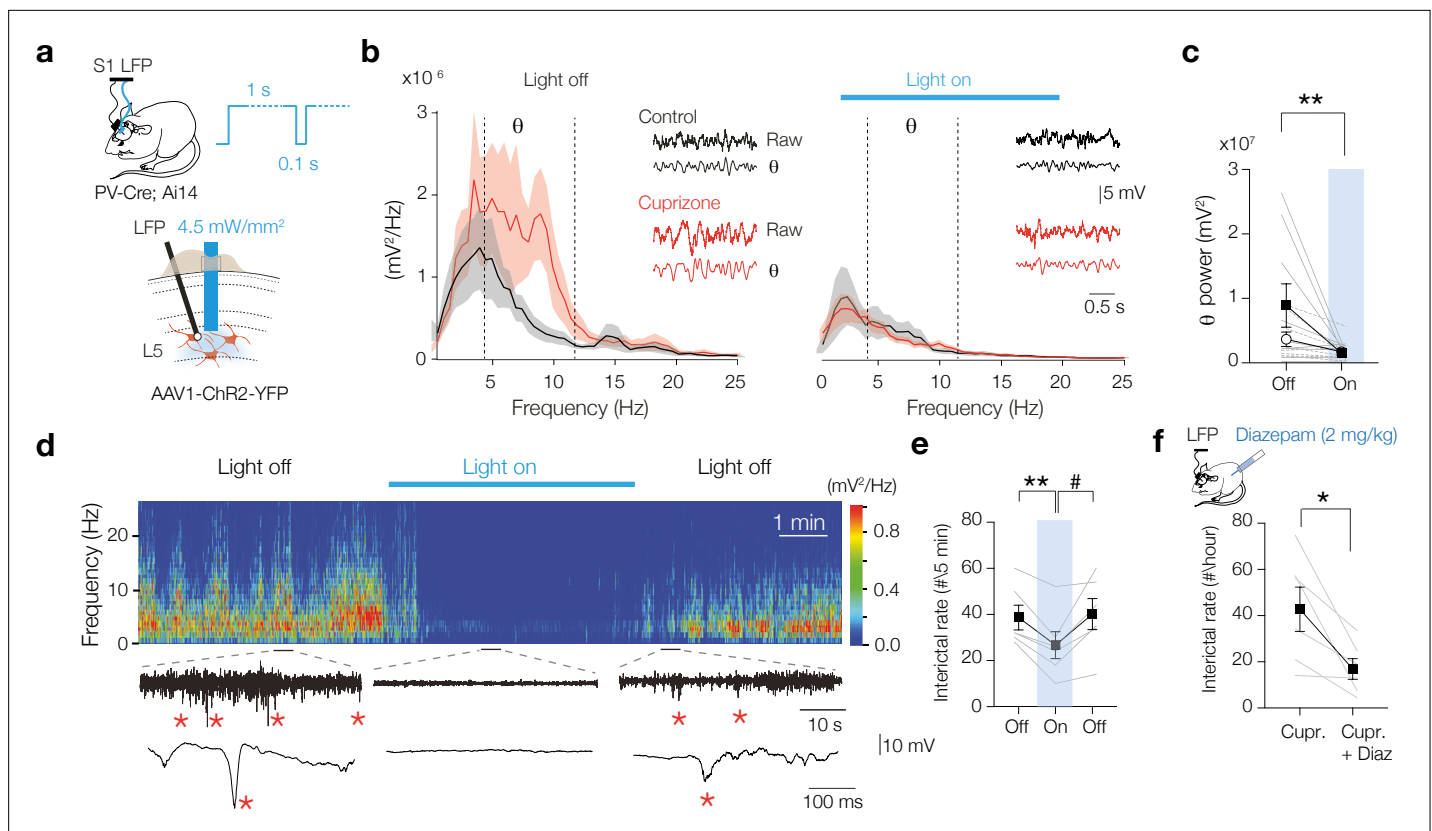 a
S1 LFP
1 s
0.1 s
PV-Cre; Ai14
LFP
4.5 mW/mm²
L5
AAV1-ChR2-YFP
b
x10 ⁶
Light off
Light on
3
2
1
0
(mV²/Hz)
θ
Control
Raw
θ
Cuprizone
Raw
θ
5
10
15
20
25
Frequency (Hz)
θ
5 mV
0.5 s
0
5
10
15
20
25
Frequency (Hz)
c
**
x10⁷
3
2
1
0
θ power (mV²)
Off
On
d
Light off
Light on
Light off
(mV²/Hz)
Frequency (Hz)
20
10
0
1 min
0.8
0.4
0.0
* * * *
* *
10 s
10 mV
*
*
100 ms
e
** #
80
60
40
20
0
Interictal rate (#\5 min)
Off
On
Off
f
LFP
Diazepam (2 mg/kg)
*
80
60
40
20
0
Interictal rate (#\hour)
Cupr.
Cupr.
+ Diaz